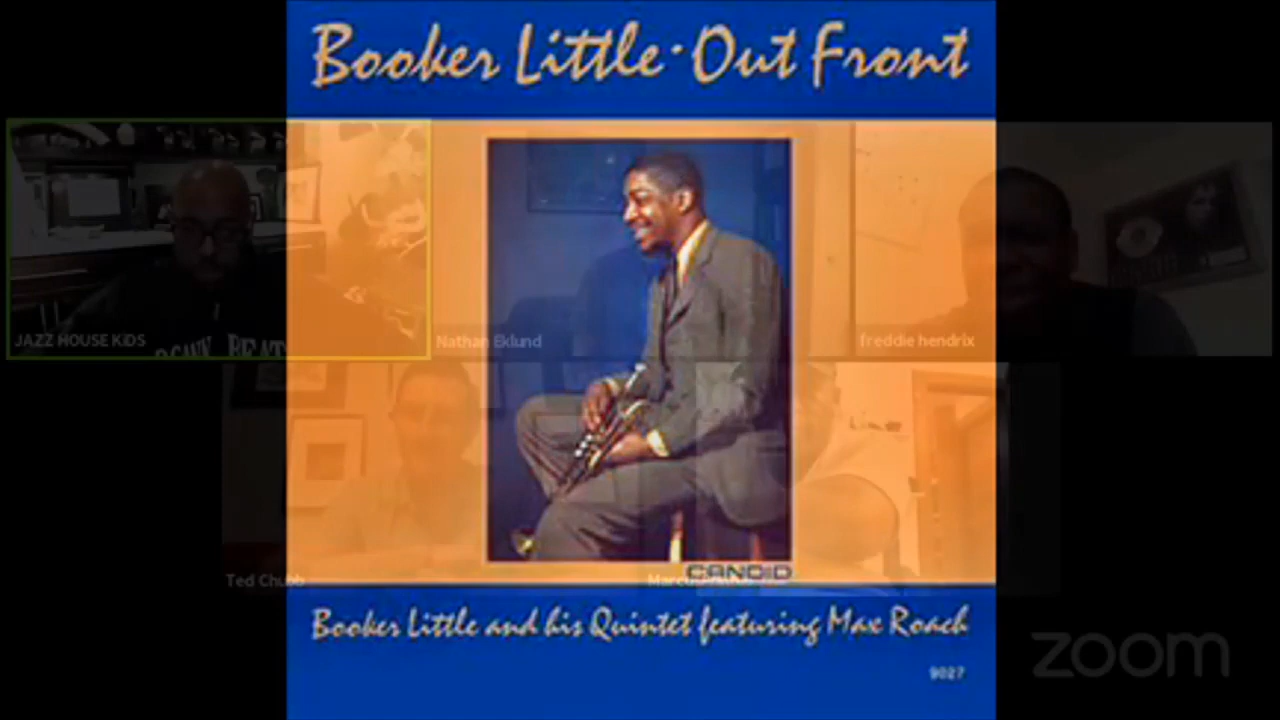 Booker Little · Out Front
JAZZ HOUSE KiDS
Nathan Eklund
freddie hendrix
Ted Chubb
CANDID
Booker Little and his Quintet featuring Max Roach
9027
zoom